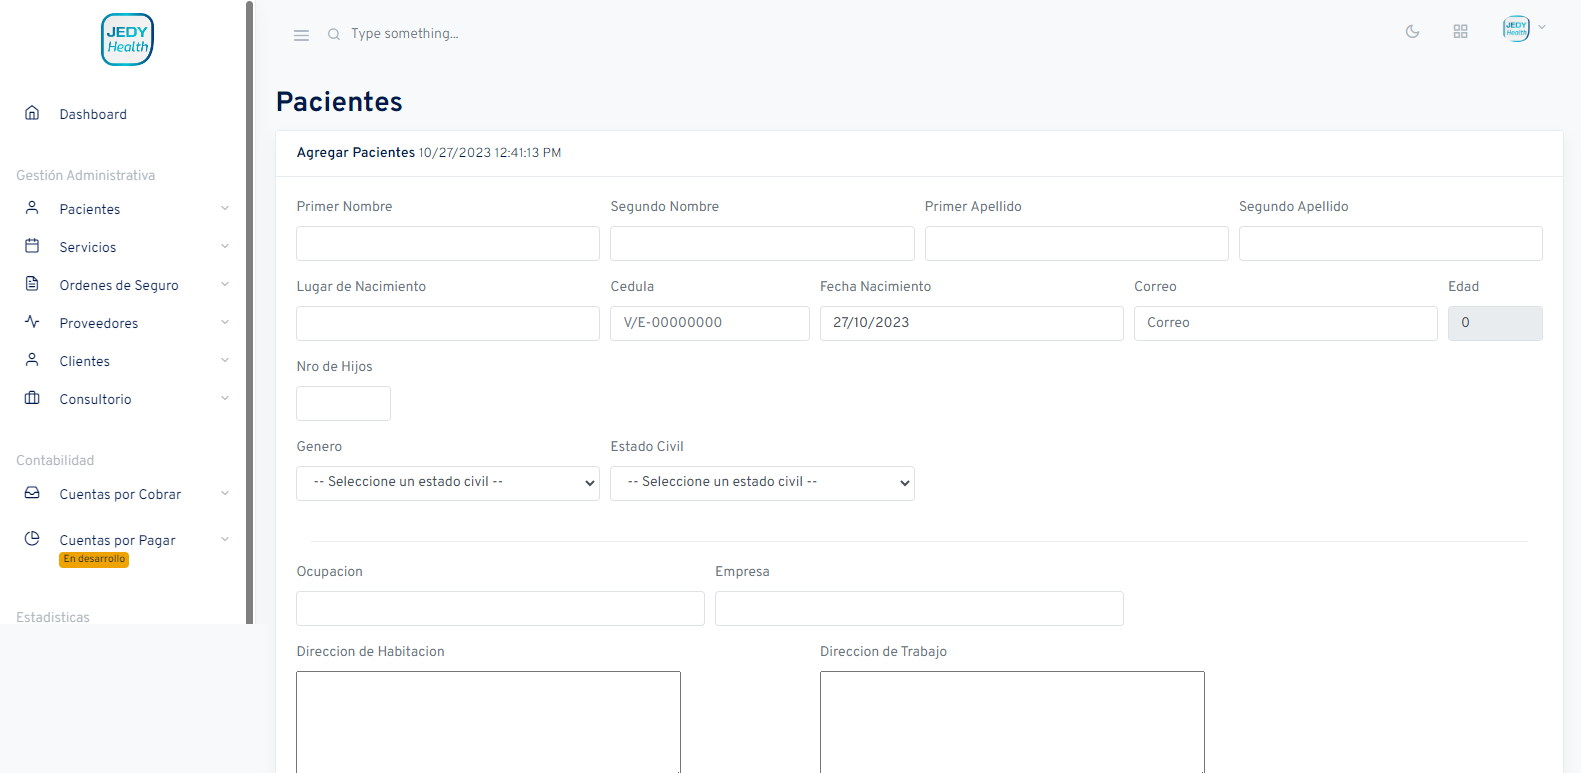 JEDY
Health
Dashboard
Gestión Administrativa
Pacientes
Servicios
Ordenes de Seguro
Proveedores
Clientes
Consultorio
Contabilidad
Cuentas por Cobrar
Cuentas por Pagar
En desarrollo
Estadisticas
Type something...
JEDY
Health
Pacientes
Agregar Pacientes 10/27/2023 12:41:13 PM
Primer Nombre Segundo Nombre Primer Apellido Segundo Apellido
Lugar de Nacimiento Cedula Fecha Nacimiento Correo Edad
V/E-00000000 27/10/2023 Correo 0
Nro de Hijos
Genero Estado Civil
-- Seleccione un estado civil -- -- Seleccione un estado civil --
Ocupacion Empresa
Direccion de Habitacion Direccion de Trabajo